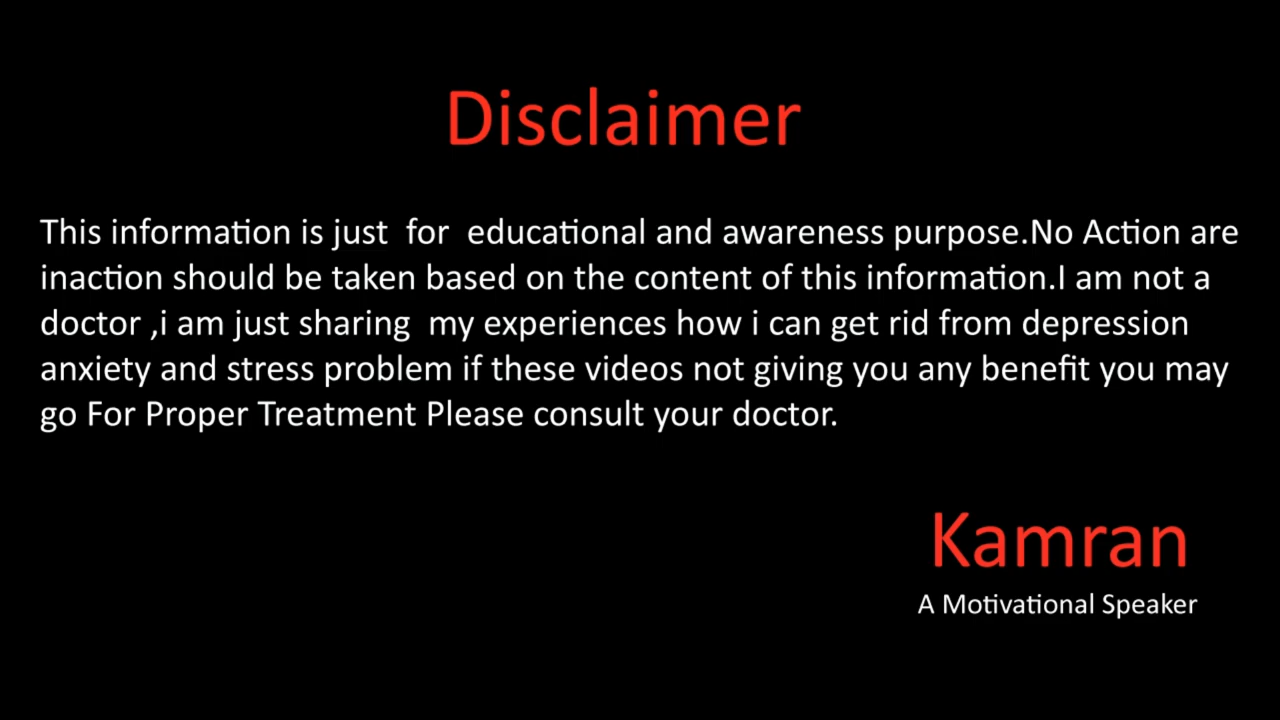 Disclaimer
This information is just  for  educational and awareness purpose.No Action are
inaction should be taken based on the content of this information.I am not a
doctor ,i am just sharing  my experiences how i can get rid from depression
anxiety and stress problem if these videos not giving you any benefit you may
go For Proper Treatment Please consult your doctor.
Kamran
A Motivational Speaker